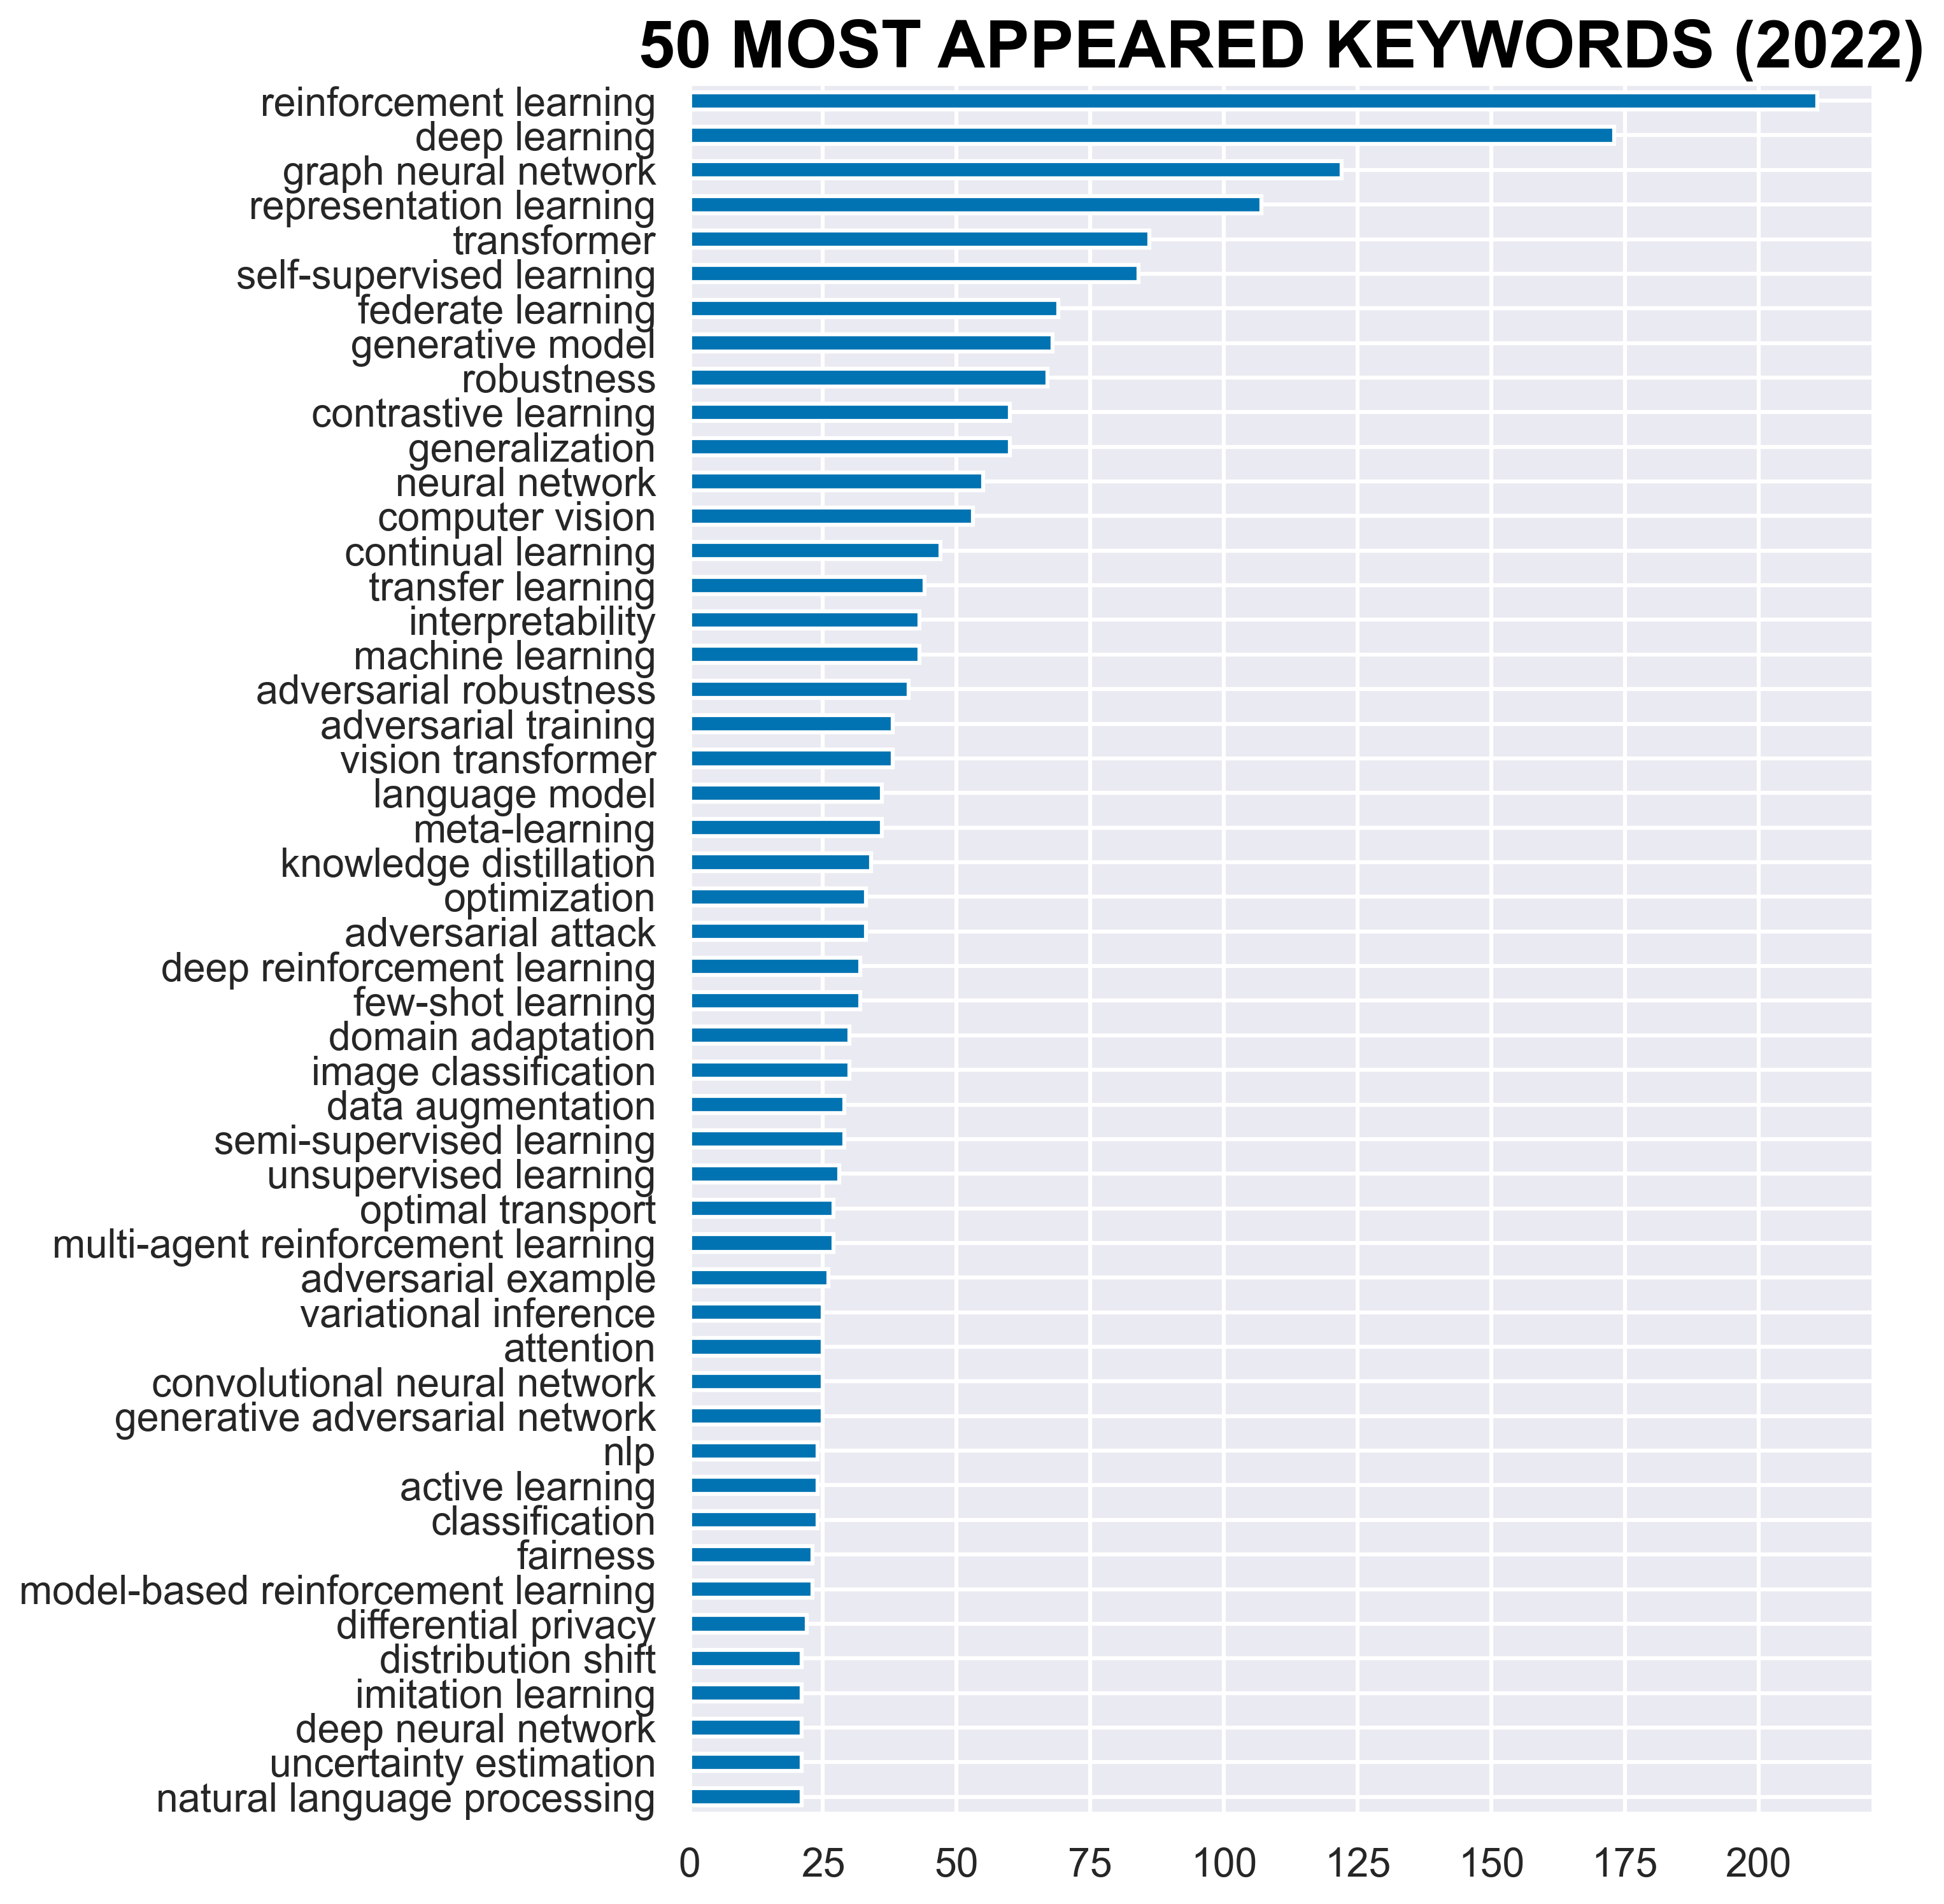 50 MOST APPEARED KEYWORDS (2022)
reinforcement learning
deep learning
graph neural network
representation learning
transformer
self-supervised learning
federate learning
generative model
robustness
contrastive learning
generalization
neural network
computer vision
continual learning
transfer learning
interpretability
machine learning
adversarial robustness
adversarial training
vision transformer
language model
meta-learning
knowledge distillation
optimization
adversarial attack
deep reinforcement learning
few-shot learning
domain adaptation
image classification
data augmentation
semi-supervised learning
unsupervised learning
optimal transport
multi-agent reinforcement learning
adversarial example
variational inference
attention
convolutional neural network
generative adversarial network
nlp
active learning
classification
fairness
model-based reinforcement learning
differential privacy
distribution shift
imitation learning
deep neural network
uncertainty estimation
natural language processing
0 25 50 75 100 125 150 175 200